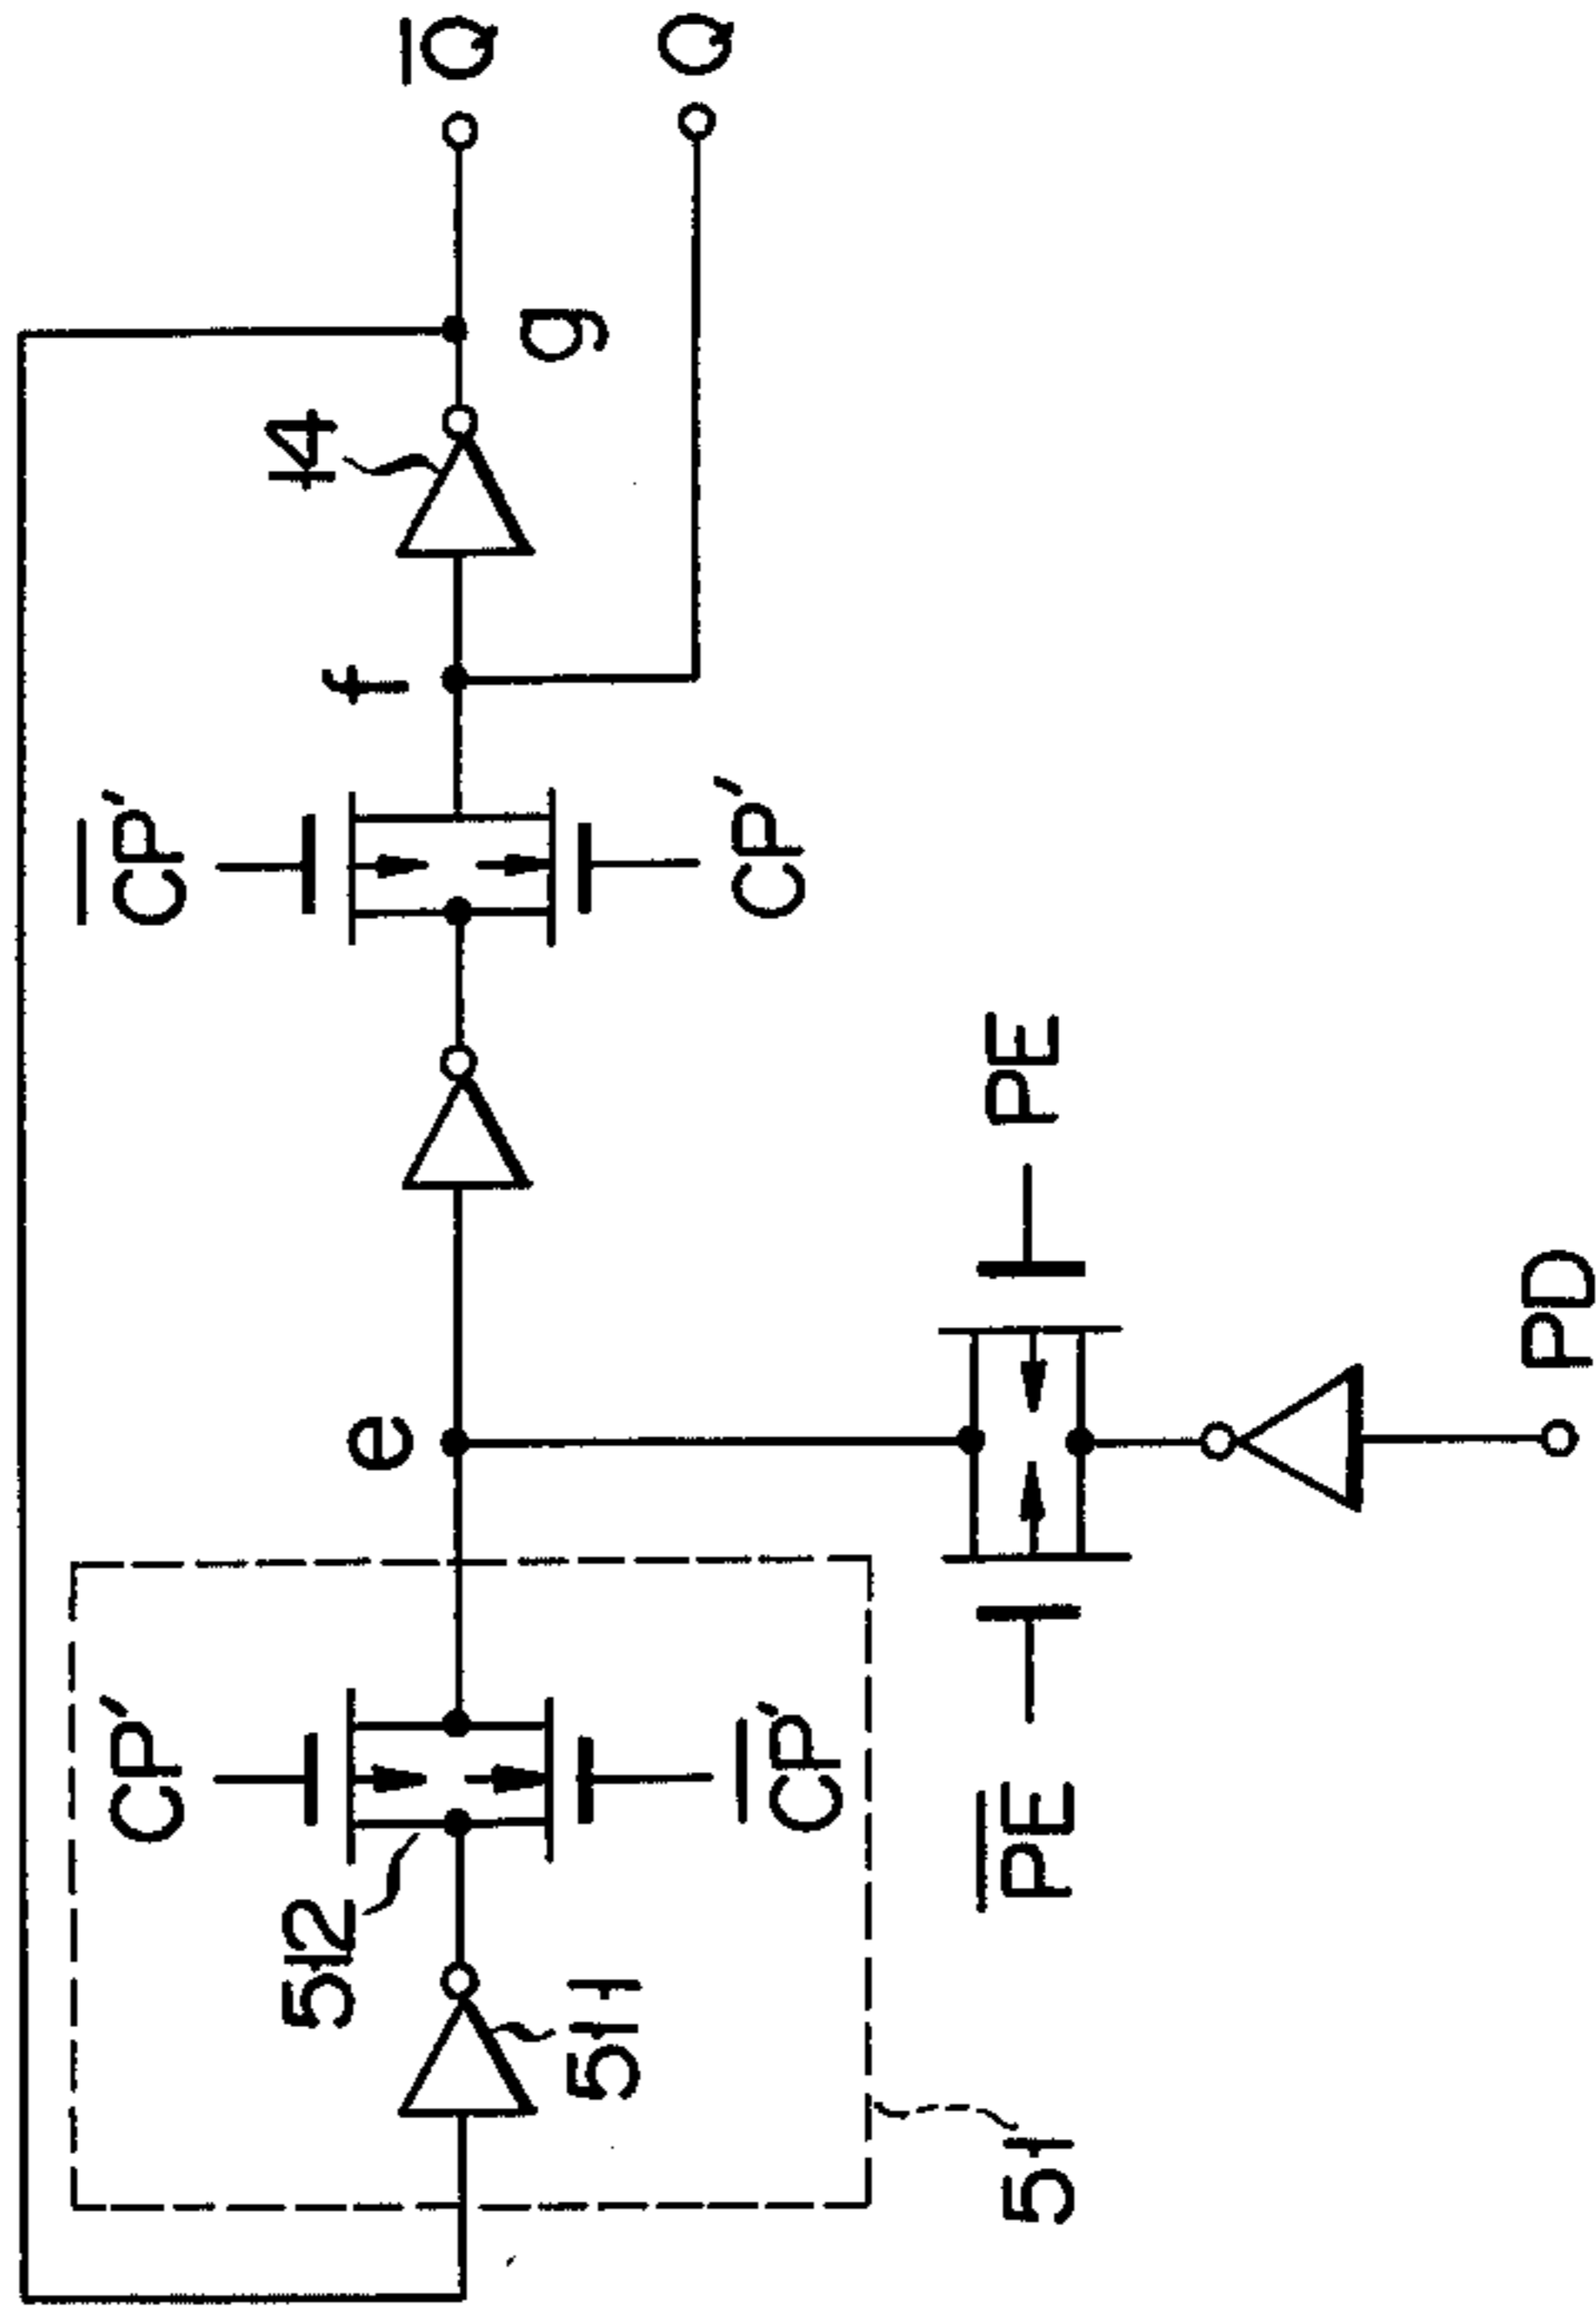 CP′ C̅P̅′
512 e f 14
Q̅
511 g
Q
C̅P̅′ CP′
51 P̅E̅ PE
PD